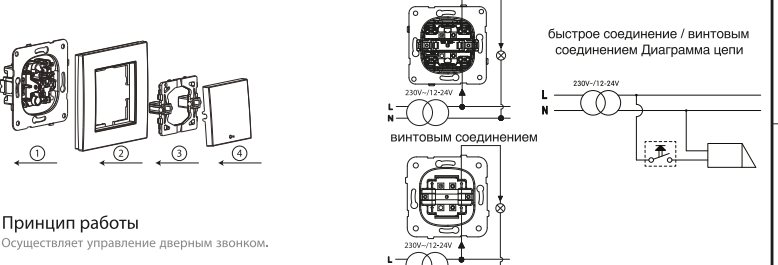 1 2 3 4
Принцип работы
Осуществляет управление дверным звонком.
230V~/12-24V
L
N
винтовым соединением
230V~/12-24V
L
быстрое соединение / винтовым
соединением Диаграмма цепи
230V~/12-24V
L
N